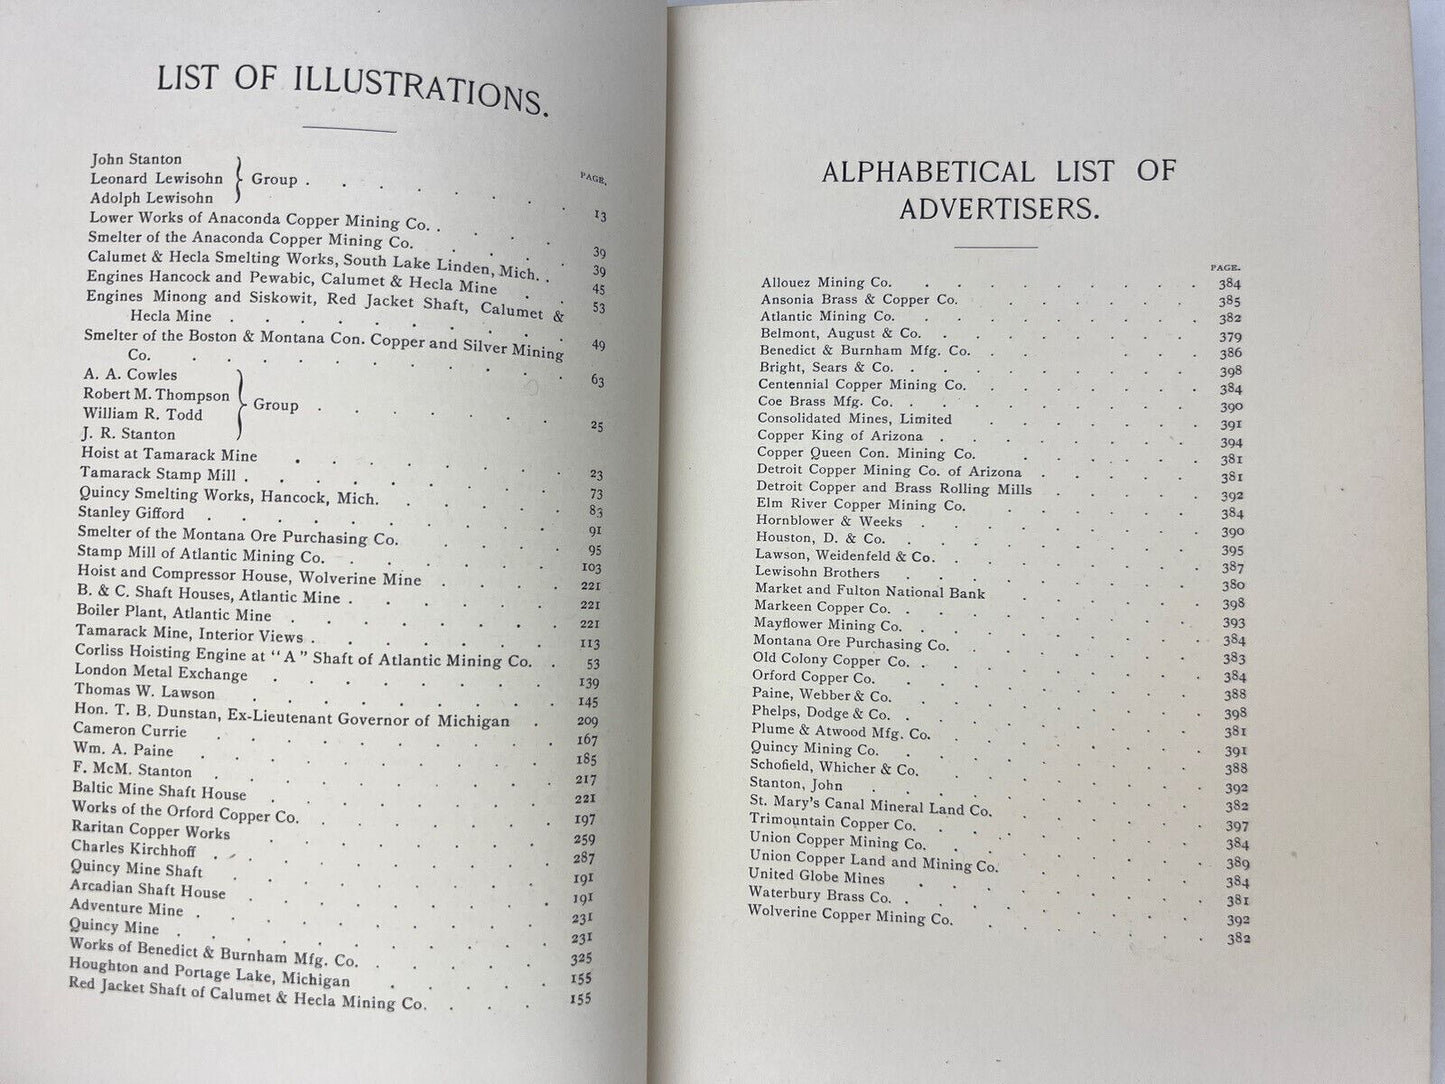 LIST OF ILLUSTRATIONS.
PAGE.
John Stanton
Leonard Lewisohn } Group . . . . . . . 13
Adolph Lewisohn
Lower Works of Anaconda Copper Mining Co. . . . . 39
Smelter of the Anaconda Copper Mining Co. . . . . 39
Calumet & Hecla Smelting Works, South Lake Linden, Mich. . 45
Engines Hancock and Pewabic, Calumet & Hecla Mine . . 53
Engines Minong and Siskowit, Red Jacket Shaft, Calumet &
Hecla Mine . . . . . . . . . 49
Smelter of the Boston & Montana Con. Copper and Silver Mining
Co. . . . . . . . . . . 63
A. A. Cowles
Robert M. Thompson
William R. Todd } Group . . . . . . . 25
J. R. Stanton
Hoist at Tamarack Mine . . . . . . . 23
Tamarack Stamp Mill . . . . . . . . 73
Quincy Smelting Works, Hancock, Mich. . . . . . 83
Stanley Gifford . . . . . . . . . 91
Smelter of the Montana Ore Purchasing Co. . . . . 95
Stamp Mill of Atlantic Mining Co. . . . . . . 103
Hoist and Compressor House, Wolverine Mine . . . . 221
B. & C. Shaft Houses, Atlantic Mine . . . . . . 221
Boiler Plant, Atlantic Mine . . . . . . . 221
Tamarack Mine, Interior Views . . . . . . . 113
Corliss Hoisting Engine at "A" Shaft of Atlantic Mining Co. . 53
London Metal Exchange . . . . . . . . 139
Thomas W. Lawson . . . . . . . . 145
Hon. T. B. Dunstan, Ex-Lieutenant Governor of Michigan . 209
Cameron Currie . . . . . . . . . 167
Wm. A. Paine . . . . . . . . . 185
F. McM. Stanton . . . . . . . . . 217
Baltic Mine Shaft House . . . . . . . 221
Works of the Orford Copper Co. . . . . . . 197
Raritan Copper Works . . . . . . . . 259
Charles Kirchhoff . . . . . . . . . 287
Quincy Mine Shaft . . . . . . . . 191
Arcadian Shaft House . . . . . . . . 191
Adventure Mine . . . . . . . . . 231
Quincy Mine . . . . . . . . . . 231
Works of Benedict & Burnham Mfg. Co. . . . . . 325
Houghton and Portage Lake, Michigan . . . . . 155
Red Jacket Shaft of Calumet & Hecla Mining Co. . . . 155
ALPHABETICAL LIST OF
ADVERTISERS.
PAGE.
Allouez Mining Co. . . . . . . . . . 384
Ansonia Brass & Copper Co. . . . . . . . 385
Atlantic Mining Co. . . . . . . . . 382
Belmont, August & Co. . . . . . . . . 379
Benedict & Burnham Mfg. Co. . . . . . . 386
Bright, Sears & Co. . . . . . . . . . 398
Centennial Copper Mining Co. . . . . . . . 384
Coe Brass Mfg. Co. . . . . . . . . . 390
Consolidated Mines, Limited . . . . . . . 391
Copper King of Arizona . . . . . . . . 394
Copper Queen Con. Mining Co. . . . . . . 381
Detroit Copper Mining Co. of Arizona . . . . . 381
Detroit Copper and Brass Rolling Mills . . . . . 392
Elm River Copper Mining Co. . . . . . . . 384
Hornblower & Weeks . . . . . . . . 390
Houston, D. & Co. . . . . . . . . . 395
Lawson, Weidenfeld & Co. . . . . . . . . 387
Lewisohn Brothers . . . . . . . . . 380
Market and Fulton National Bank . . . . . . 398
Markeen Copper Co. . . . . . . . . . 393
Mayflower Mining Co. . . . . . . . . 384
Montana Ore Purchasing Co. . . . . . . . 383
Old Colony Copper Co. . . . . . . . . 384
Orford Copper Co. . . . . . . . . . 388
Paine, Webber & Co. . . . . . . . . 398
Phelps, Dodge & Co. . . . . . . . . . 381
Plume & Atwood Mfg. Co. . . . . . . . 391
Quincy Mining Co. . . . . . . . . . 388
Schofield, Whicher & Co. . . . . . . . 392
Stanton, John . . . . . . . . . . 382
St. Mary's Canal Mineral Land Co. . . . . . 397
Trimountain Copper Co. . . . . . . . . 384
Union Copper Mining Co. . . . . . . . 389
Union Copper Land and Mining Co. . . . . . 384
United Globe Mines . . . . . . . . 381
Waterbury Brass Co. . . . . . . . . 392
Wolverine Copper Mining Co. . . . . . . . 382